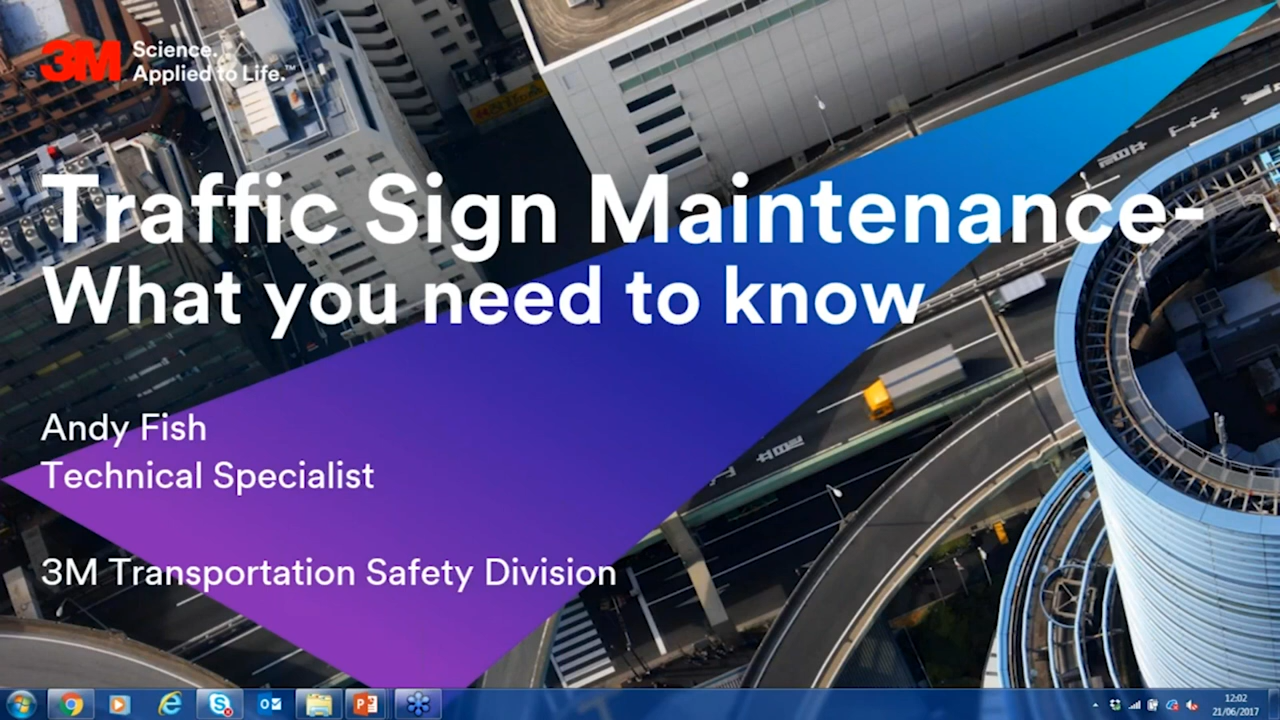 3M Science.
Applied to Life.™
Traffic Sign Maintenance-
What you need to know
Andy Fish
Technical Specialist
3M Transportation Safety Division
12:02
21/06/2017